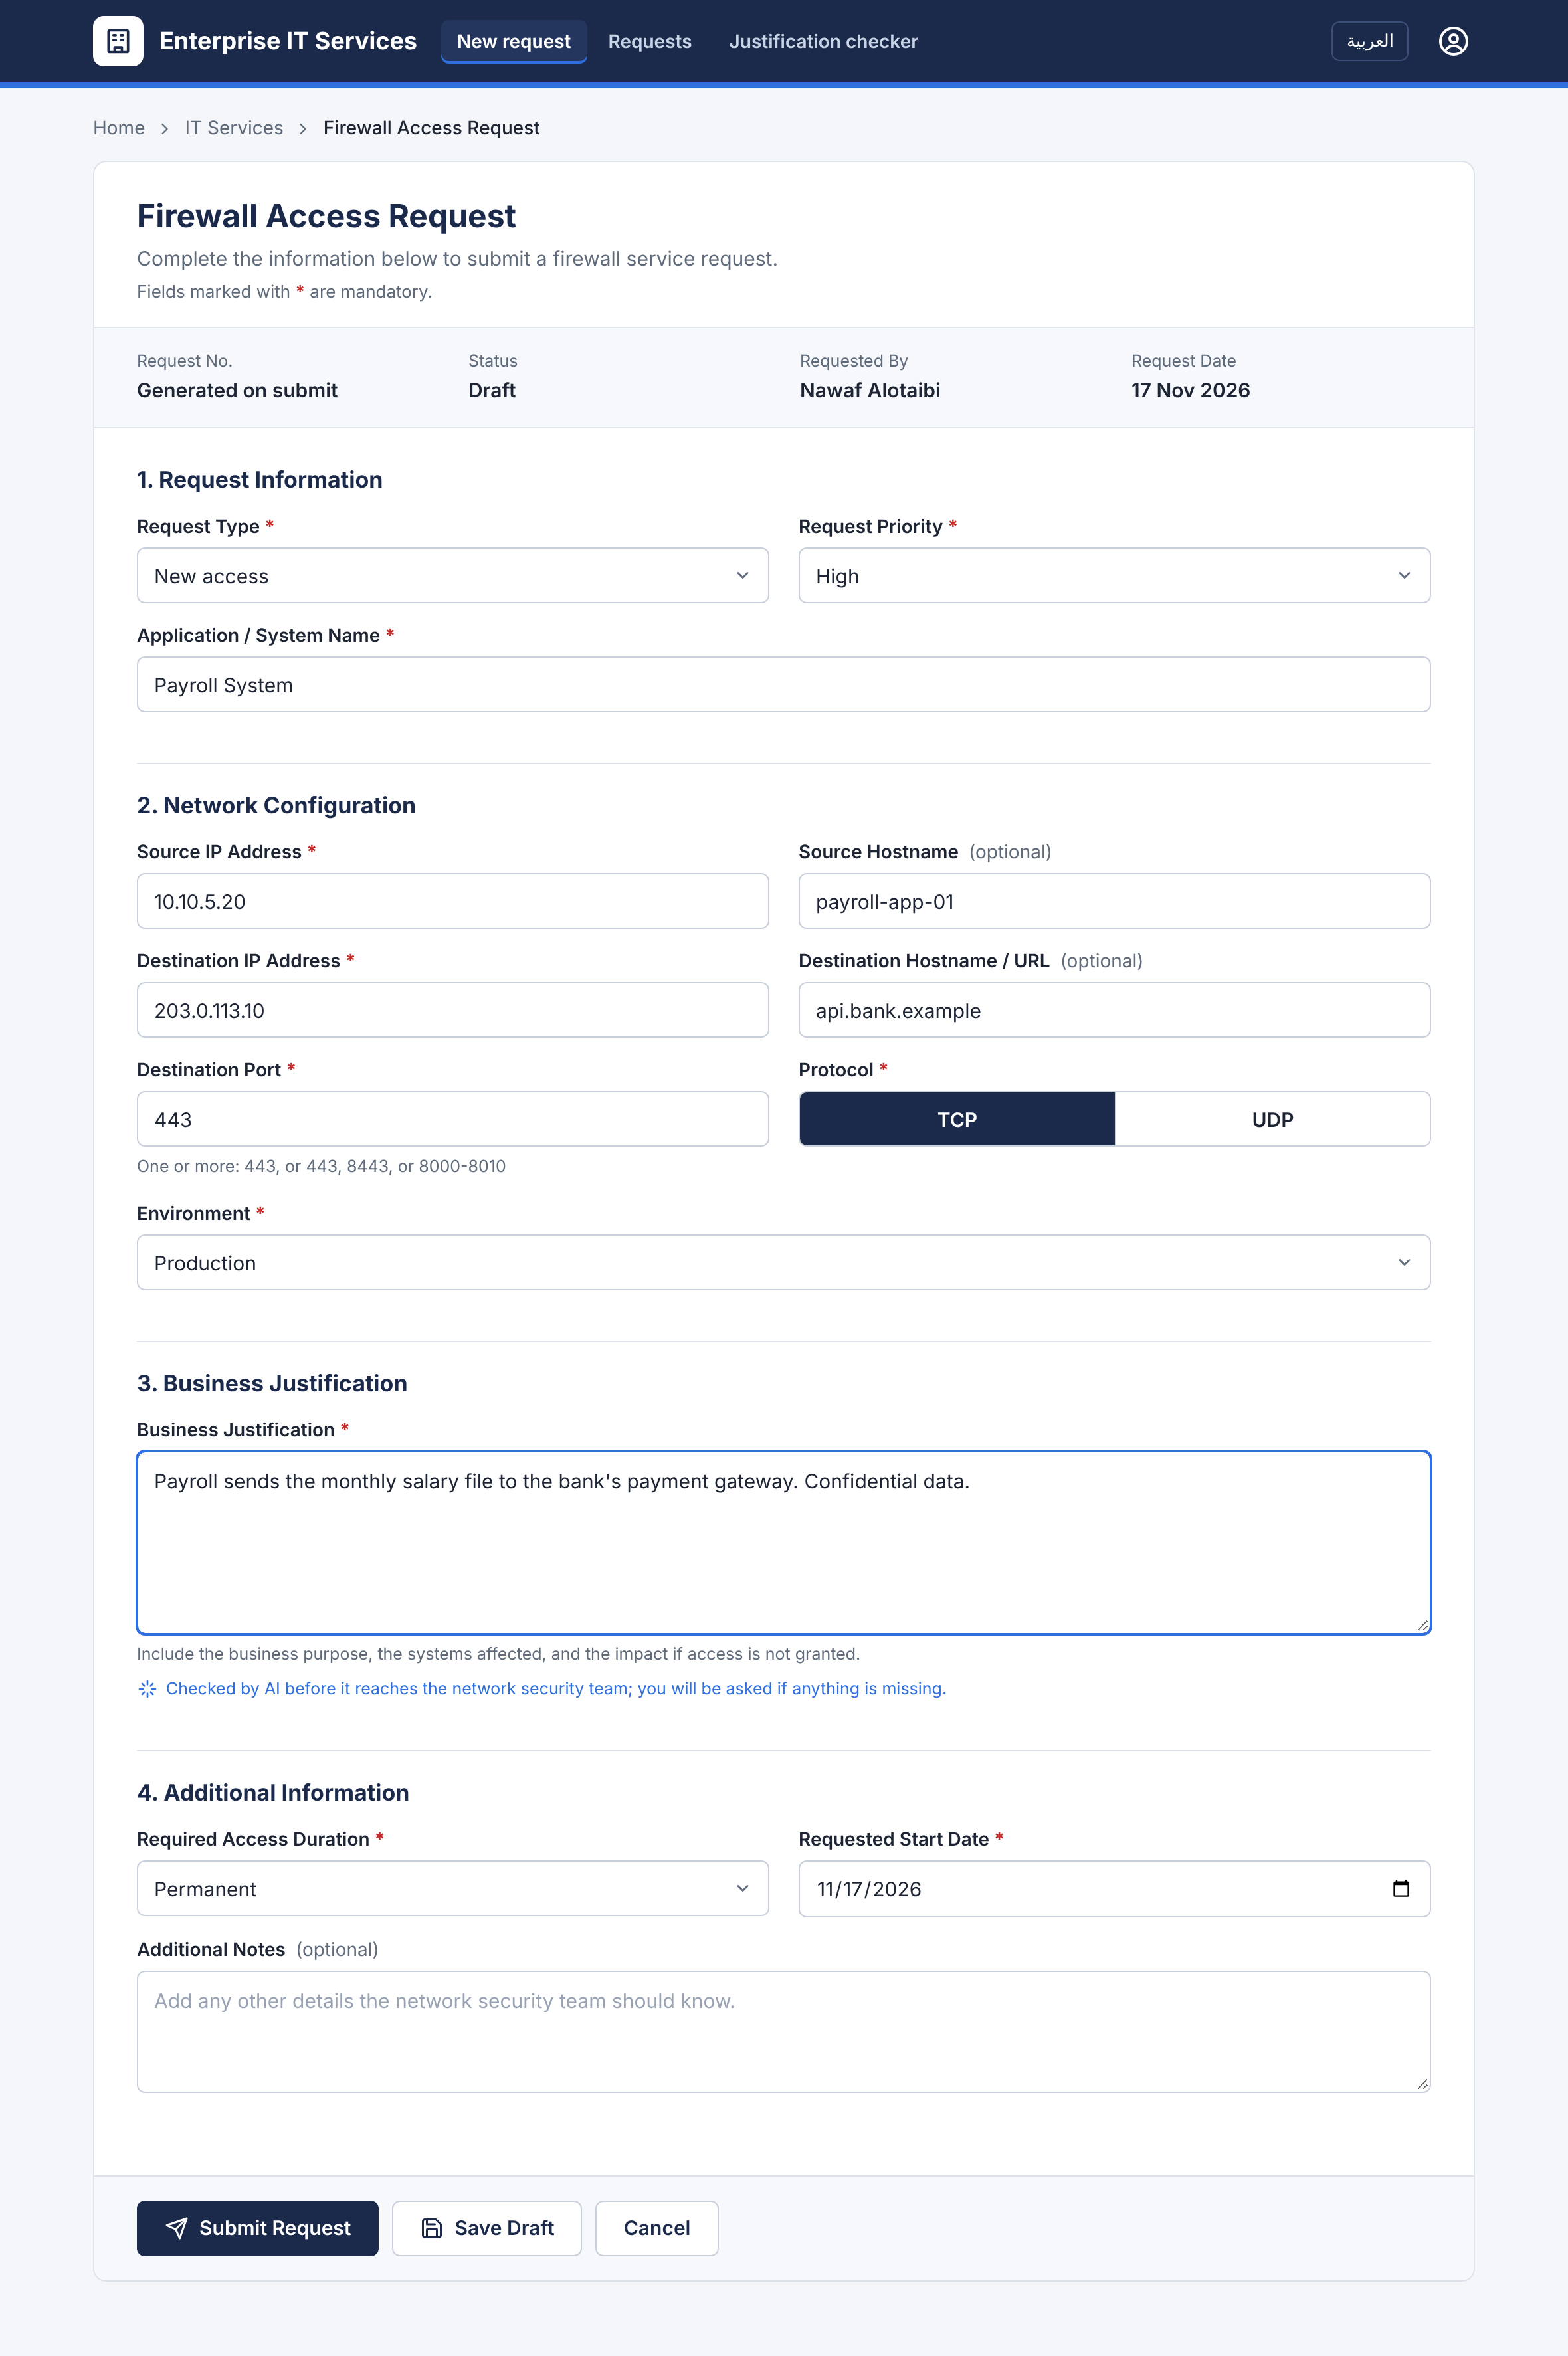 Enterprise IT Services
New request
Requests
Justification checker
العربية
Home > IT Services > Firewall Access Request
Firewall Access Request
Complete the information below to submit a firewall service request.
Fields marked with * are mandatory.
Request No.
Generated on submit
Status
Draft
Requested By
Nawaf Alotaibi
Request Date
17 Nov 2026
1. Request Information
Request Type *
New access
Request Priority *
High
Application / System Name *
Payroll System
2. Network Configuration
Source IP Address *
10.10.5.20
Source Hostname (optional)
payroll-app-01
Destination IP Address *
203.0.113.10
Destination Hostname / URL (optional)
api.bank.example
Destination Port *
443
One or more: 443, or 443, 8443, or 8000-8010
Protocol *
TCP
UDP
Environment *
Production
3. Business Justification
Business Justification *
Payroll sends the monthly salary file to the bank's payment gateway. Confidential data.
Include the business purpose, the systems affected, and the impact if access is not granted.
Checked by AI before it reaches the network security team; you will be asked if anything is missing.
4. Additional Information
Required Access Duration *
Permanent
Requested Start Date *
11/17/2026
Additional Notes (optional)
Add any other details the network security team should know.
Submit Request
Save Draft
Cancel